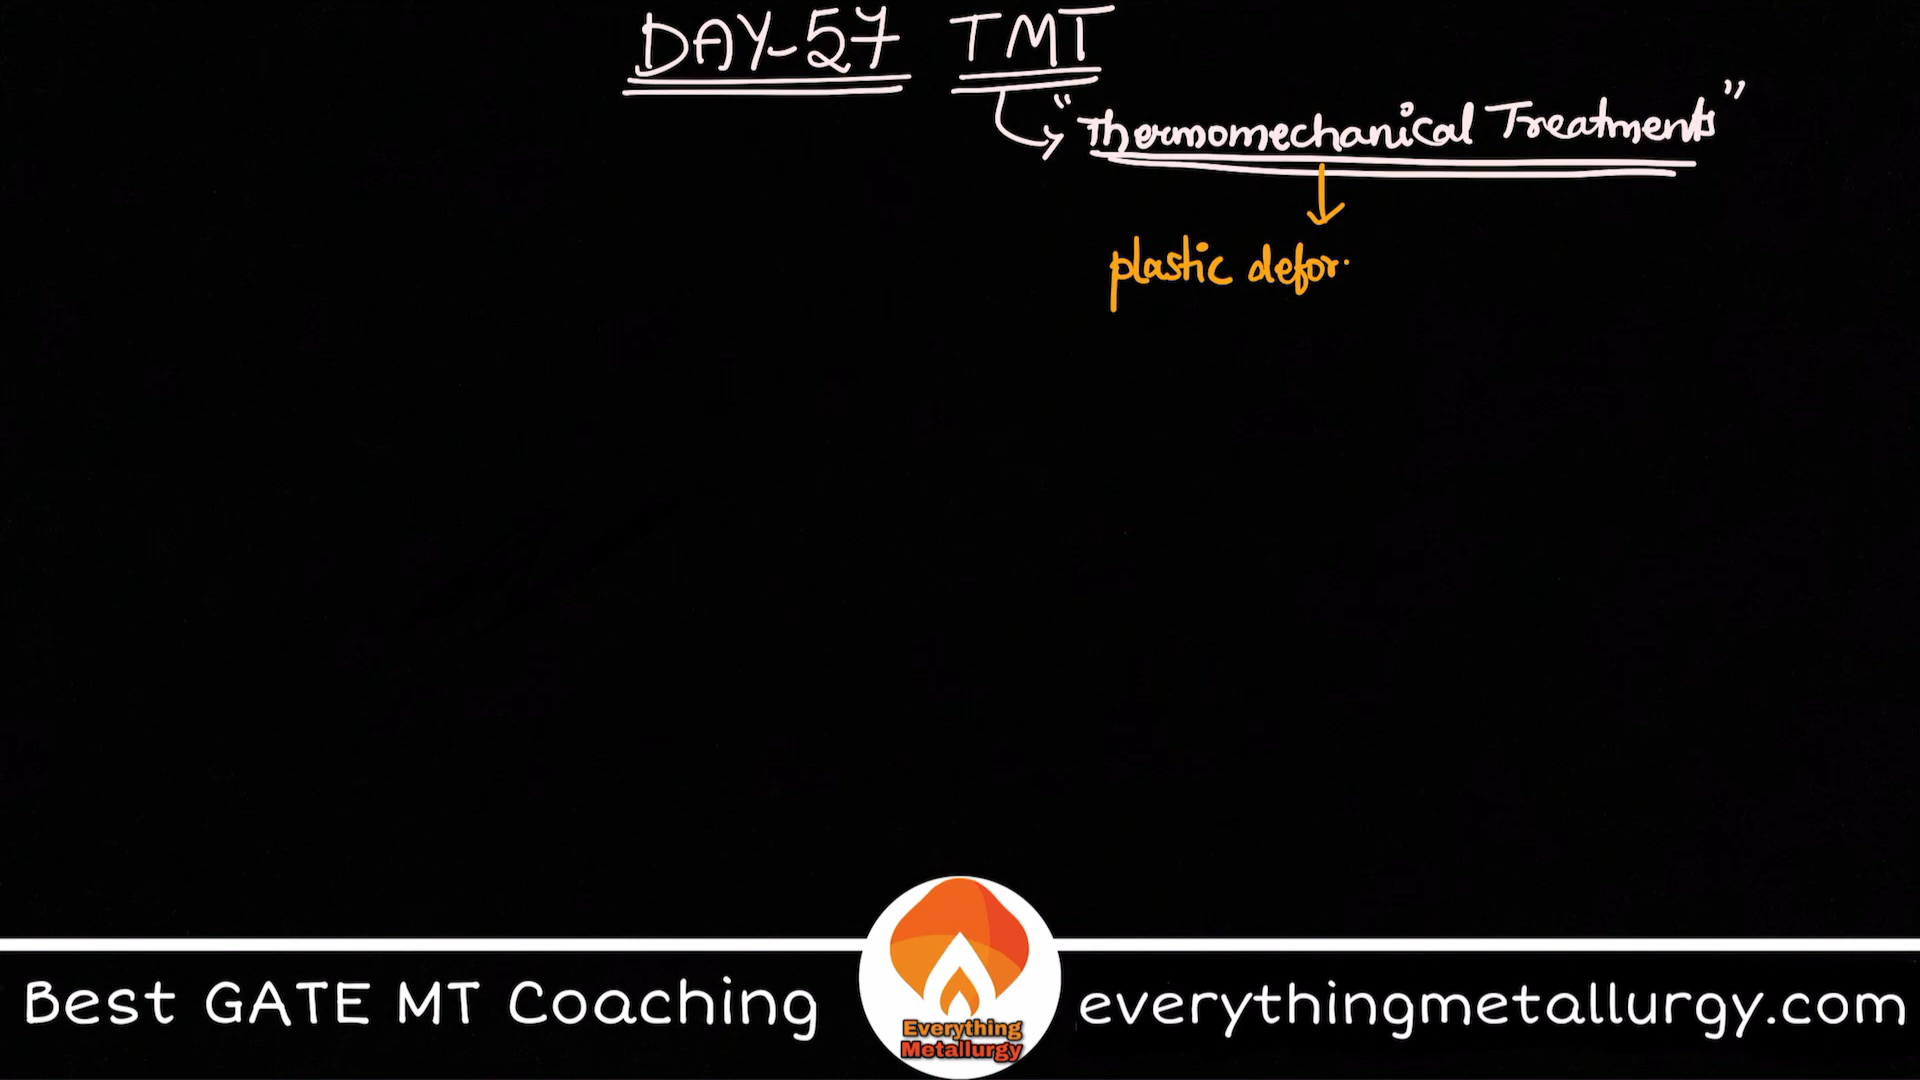 DAY-57 TMT
"Thermomechanical Treatments"
plastic defor.
Best GATE MT Coaching
Everything
Metallurgy
everythingmetallurgy.com